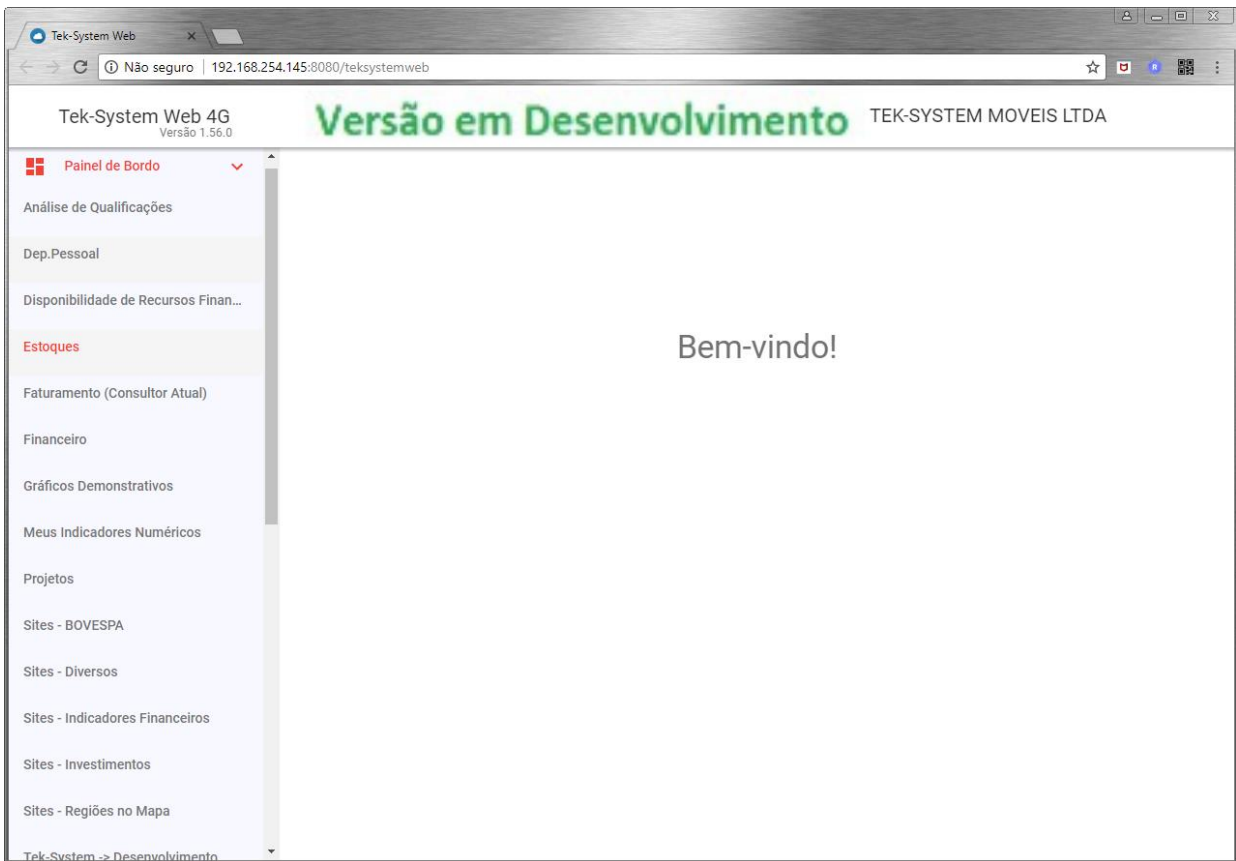 Tek-System Web
Não seguro | 192.168.254.145:8080/teksystemweb
Tek-System Web 4G
Versão 1.56.0
Versão em Desenvolvimento
TEK-SYSTEM MOVEIS LTDA
Painel de Bordo
Análise de Qualificações
Dep.Pessoal
Disponibilidade de Recursos Finan...
Estoques
Faturamento (Consultor Atual)
Financeiro
Gráficos Demonstrativos
Meus Indicadores Numéricos
Projetos
Sites - BOVESPA
Sites - Diversos
Sites - Indicadores Financeiros
Sites - Investimentos
Sites - Regiões no Mapa
Tek-System -> Desenvolvimento
Bem-vindo!